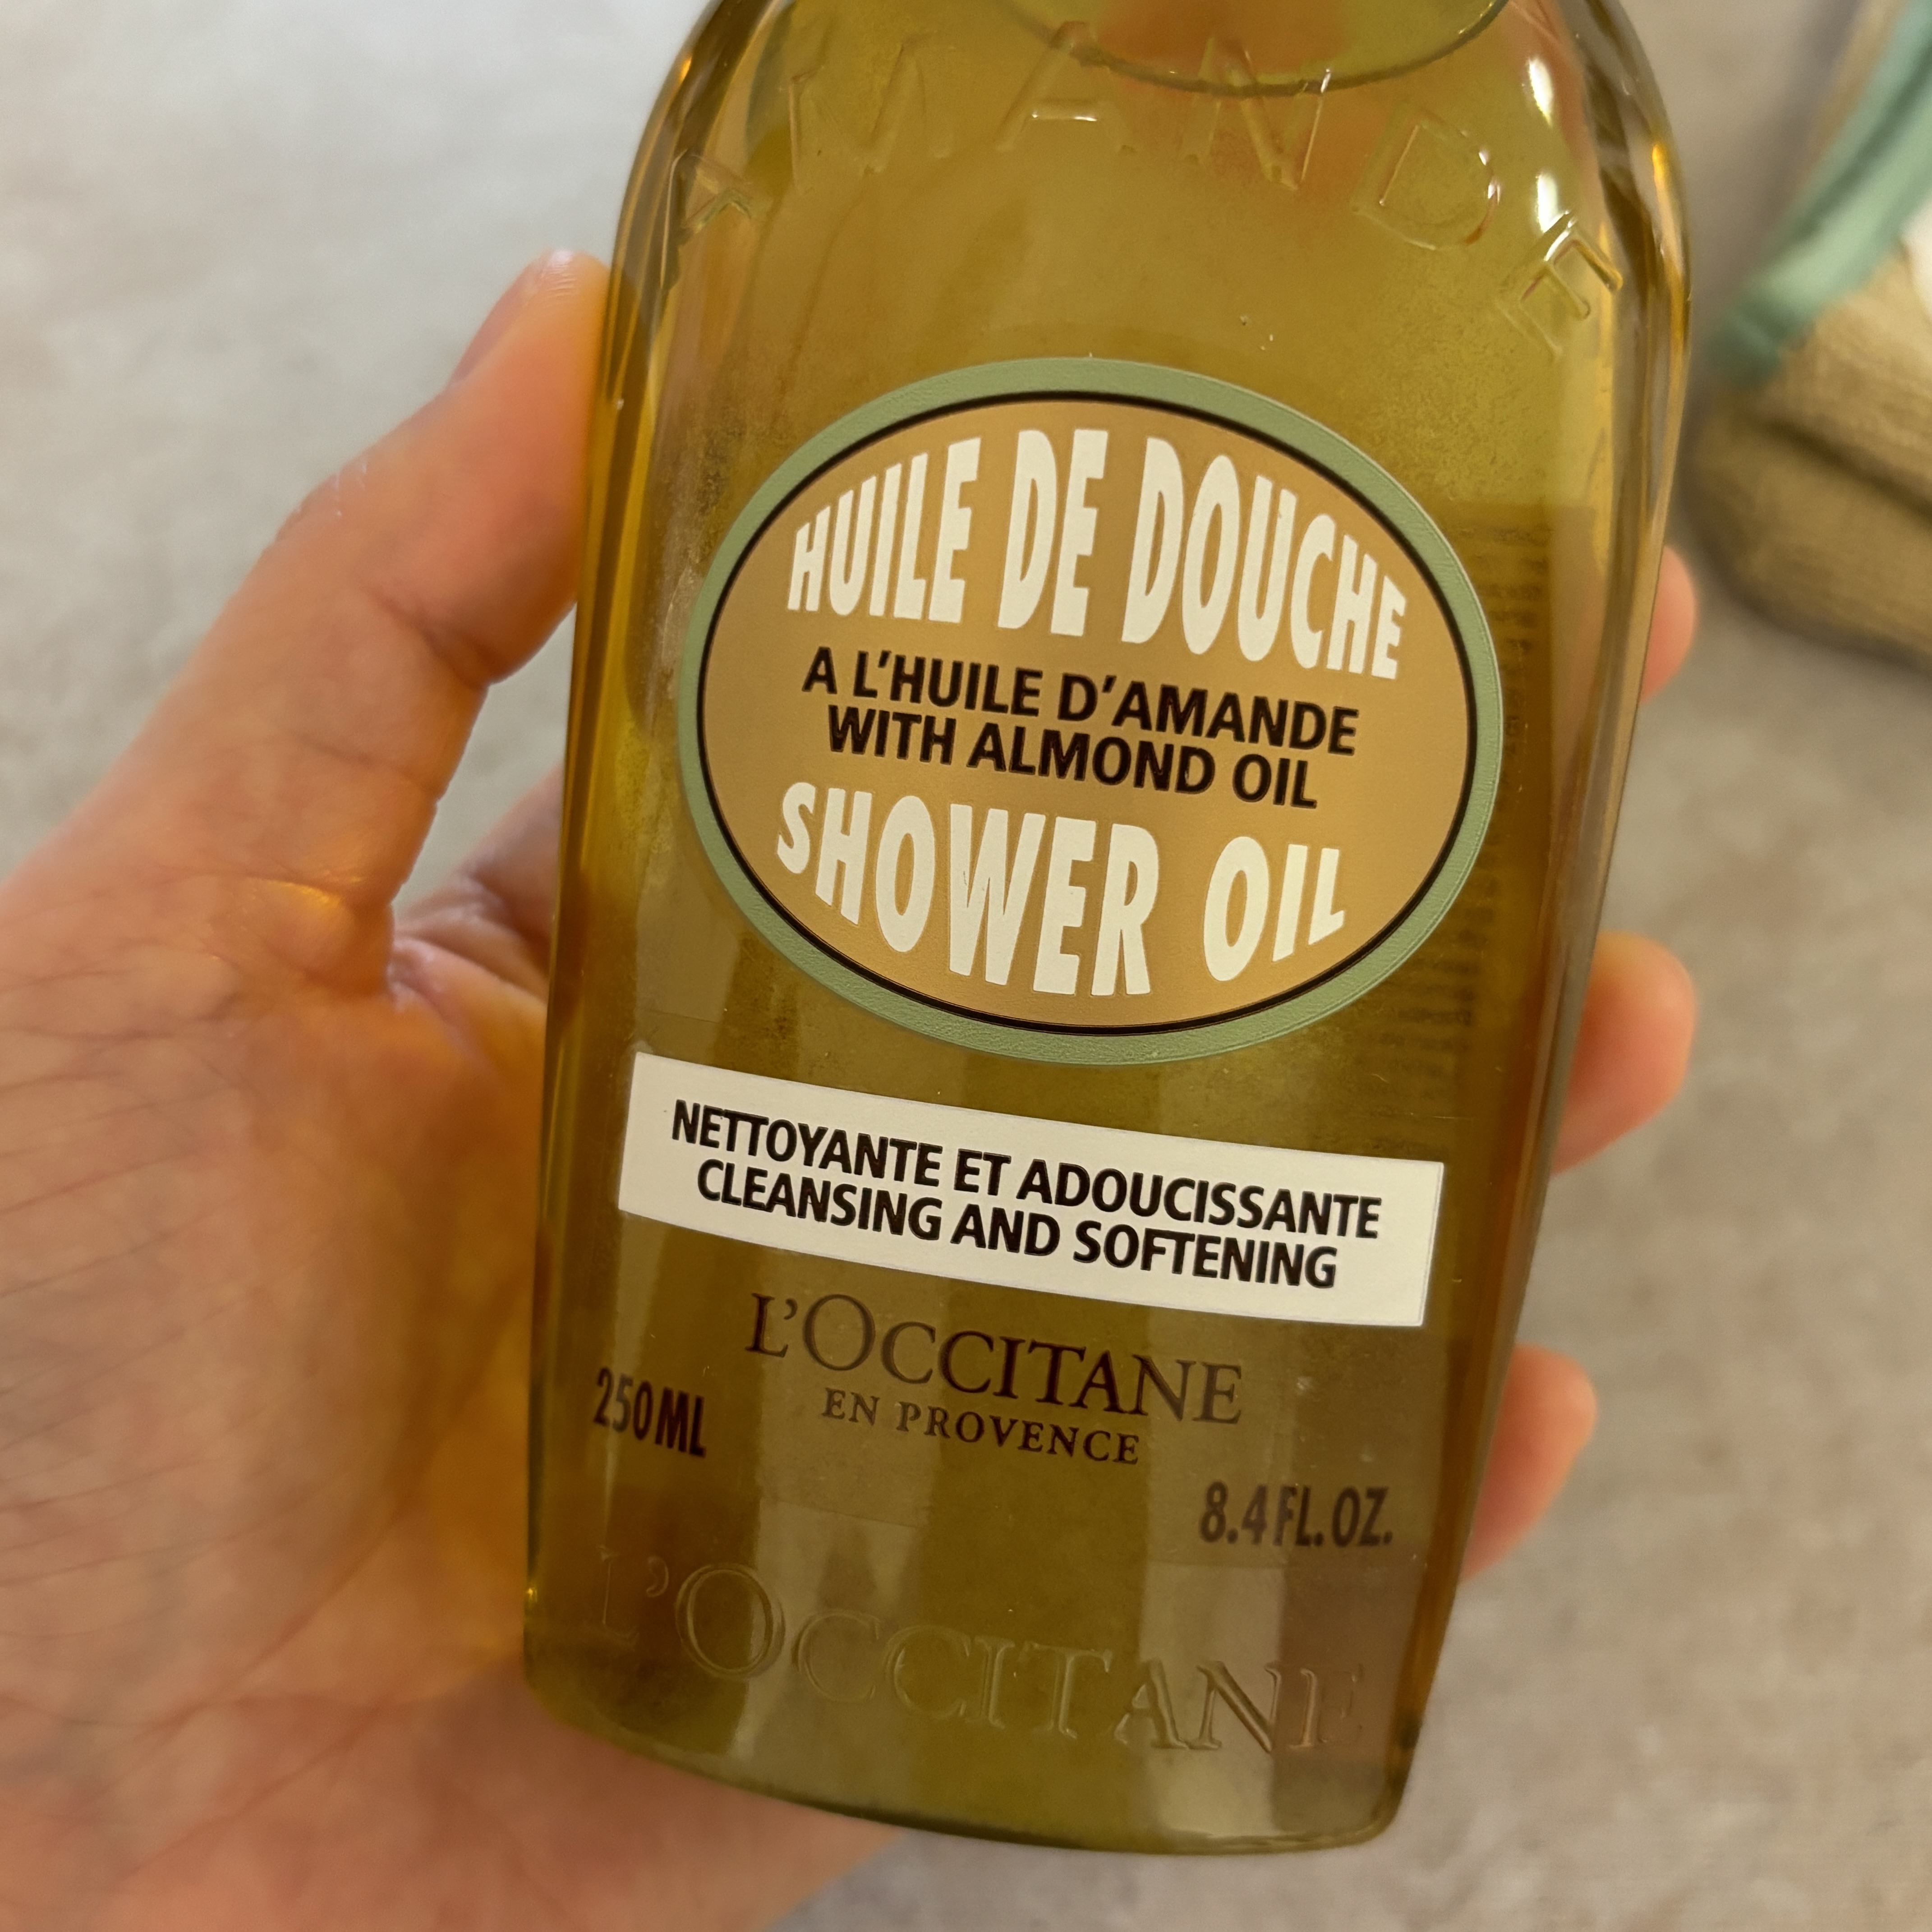 AMANDE
HUILE DE DOUCHE
A L'HUILE D'AMANDE
WITH ALMOND OIL
SHOWER OIL
NETTOYANTE ET ADOUCISSANTE
CLEANSING AND SOFTENING
L'OCCITANE
EN PROVENCE
250ML
8.4FL.OZ.
L'OCCITANE